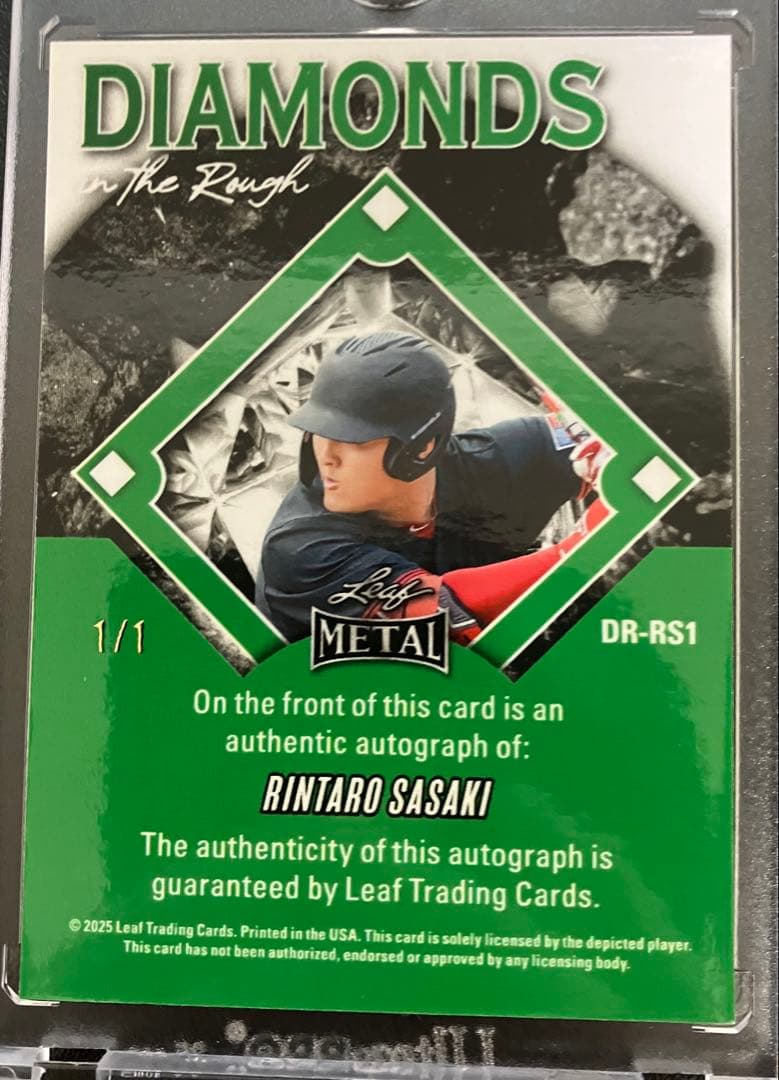 DIAMONDS
in the Rough
Leaf
METAL
1/1
DR-RS1
On the front of this card is an
authentic autograph of:
RINTARO SASAKI
The authenticity of this autograph is
guaranteed by Leaf Trading Cards.
© 2025 Leaf Trading Cards. Printed in the USA. This card is solely licensed by the depicted player.
This card has not been authorized, endorsed or approved by any licensing body.